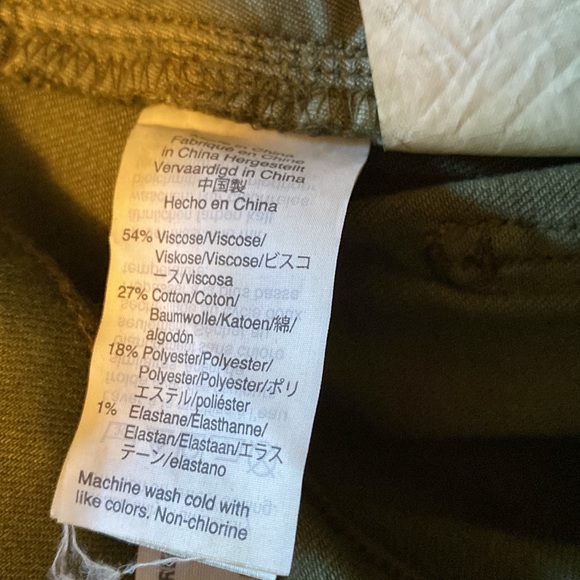 Fabriqué en Chine
in China Hergestellt
Vervaardigd in China
中国製
Hecho en China
54% Viscose/Viscose/
Viskose/Viscose/ビスコ
ース/viscosa
27% Cotton/Coton/
Baumwolle/Katoen/綿/
algodón
18% Polyester/Polyester/
Polyester/Polyester/ポリ
エステル/poliéster
1% Elastane/Elasthanne/
Elastan/Elastaan/エラス
テーン/elastano
Machine wash cold with
like colors. Non-chlorine